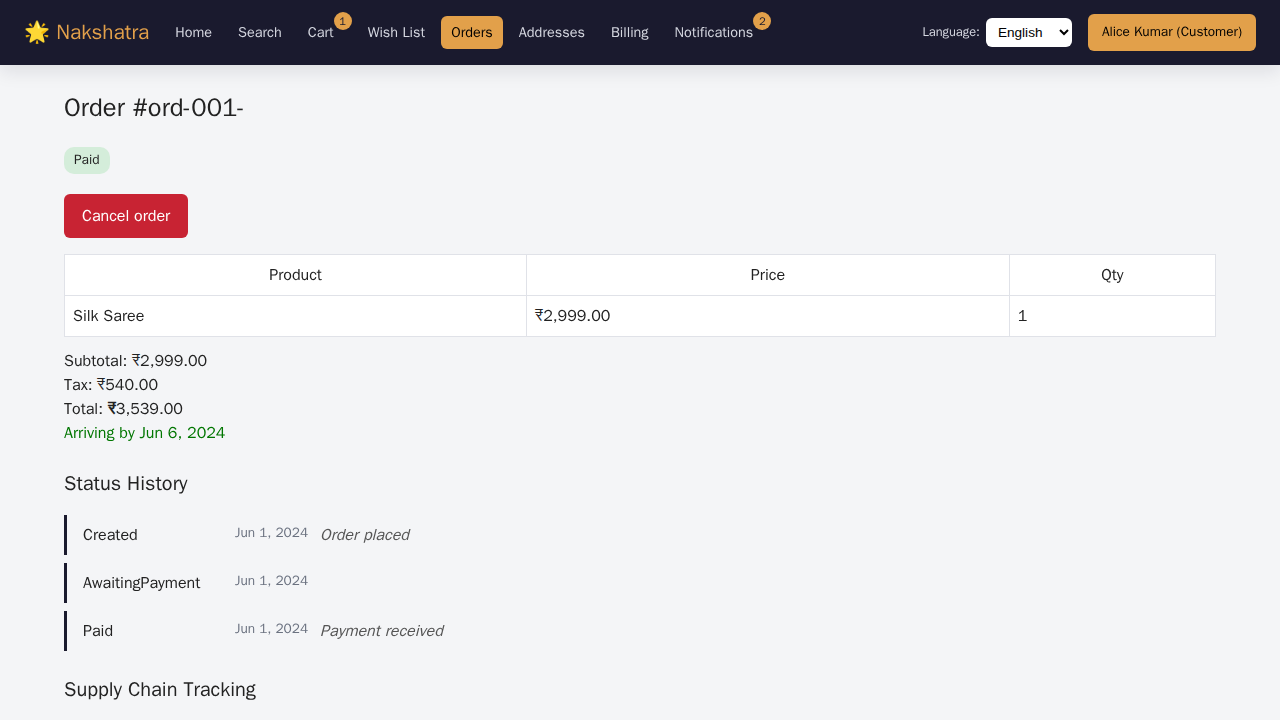 🌟 Nakshatra Home Search Cart 1 Wish List Orders Addresses Billing Notifications 2 Language: English Alice Kumar (Customer)
Order #ord-001-
Paid
Cancel order
Product Price Qty
Silk Saree ₹2,999.00 1
Subtotal: ₹2,999.00
Tax: ₹540.00
Total: ₹3,539.00
Arriving by Jun 6, 2024
Status History
Created Jun 1, 2024 Order placed
AwaitingPayment Jun 1, 2024
Paid Jun 1, 2024 Payment received
Supply Chain Tracking